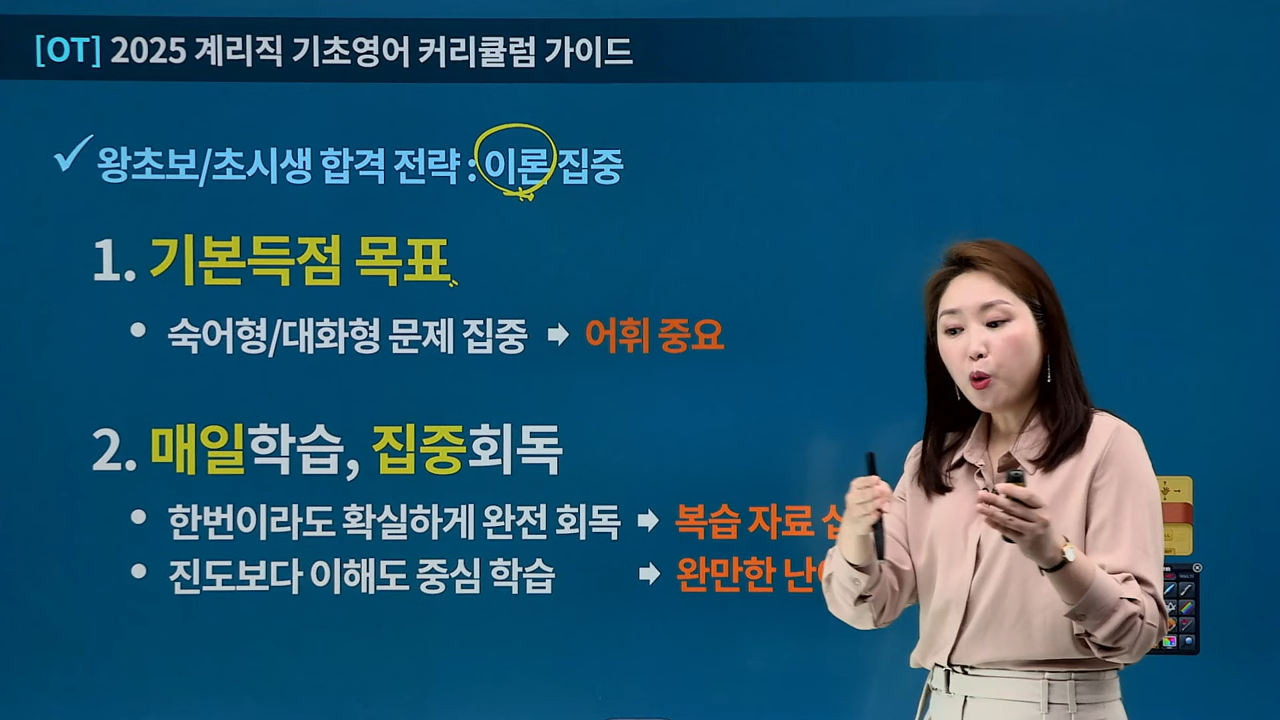 [OT] 2025 계리직 기초영어 커리큘럼 가이드
왕초보/초시생 합격 전략 : 이론 집중
1. 기본득점 목표
• 숙어형/대화형 문제 집중 ➡ 어휘 중요
2. 매일학습, 집중회독
• 한번이라도 확실하게 완전 회독 ➡ 복습 자료
• 진도보다 이해도 중심 학습 ➡ 완만한